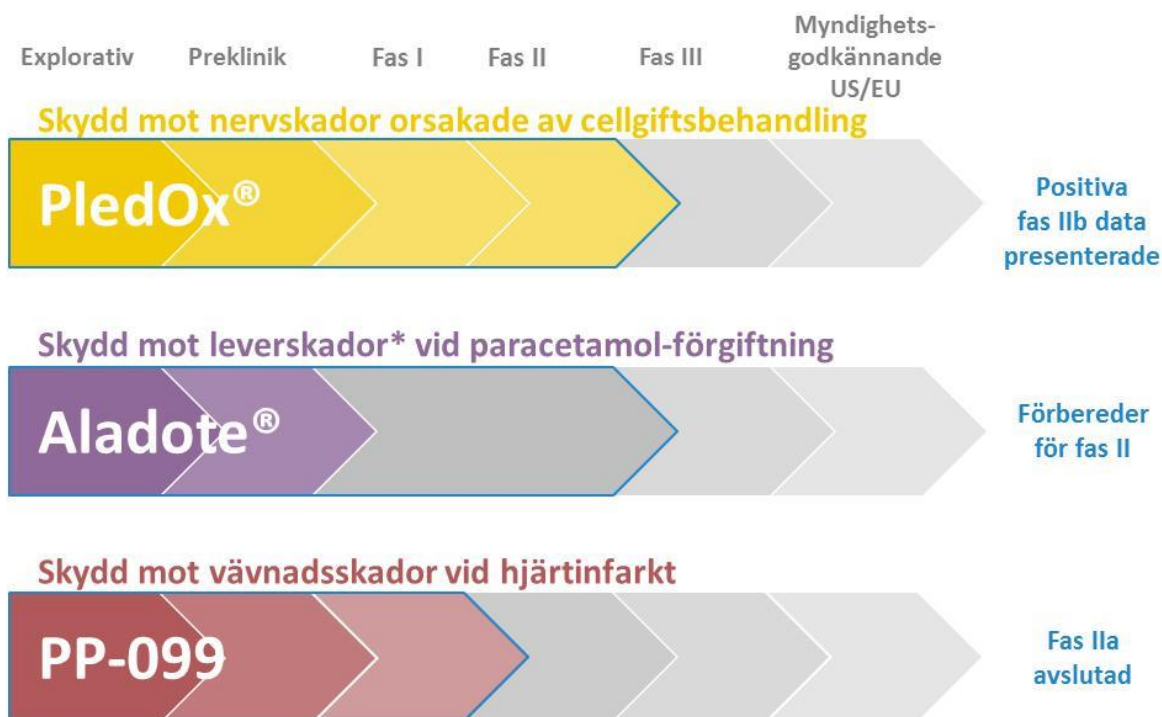 Explorativ Preklinik Fas I Fas II Fas III Myndighets-
godkännande
US/EU
Skydd mot nervskador orsakade av cellgiftsbehandling
PledOx®
Positiva
fas IIb data
presenterade
Skydd mot leverskador* vid paracetamol-förgiftning
Aladote®
Förbereder
för fas II
Skydd mot vävnadsskador vid hjärtinfarkt
PP-099
Fas IIa
avslutad